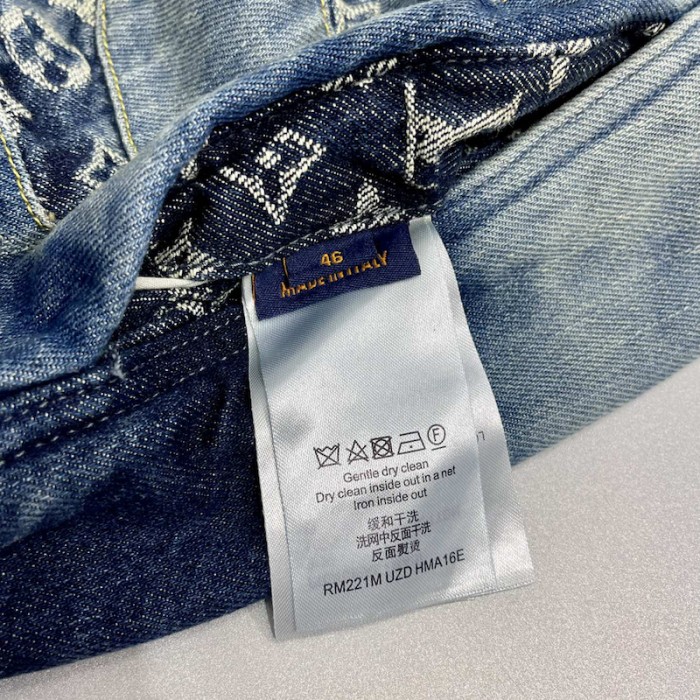 46
MADE IN ITALY
F
Gentle dry clean
Dry clean inside out in a net
Iron inside out
缓和干洗
洗网中反面干洗
反面熨烫
RM221M UZD HMA16E